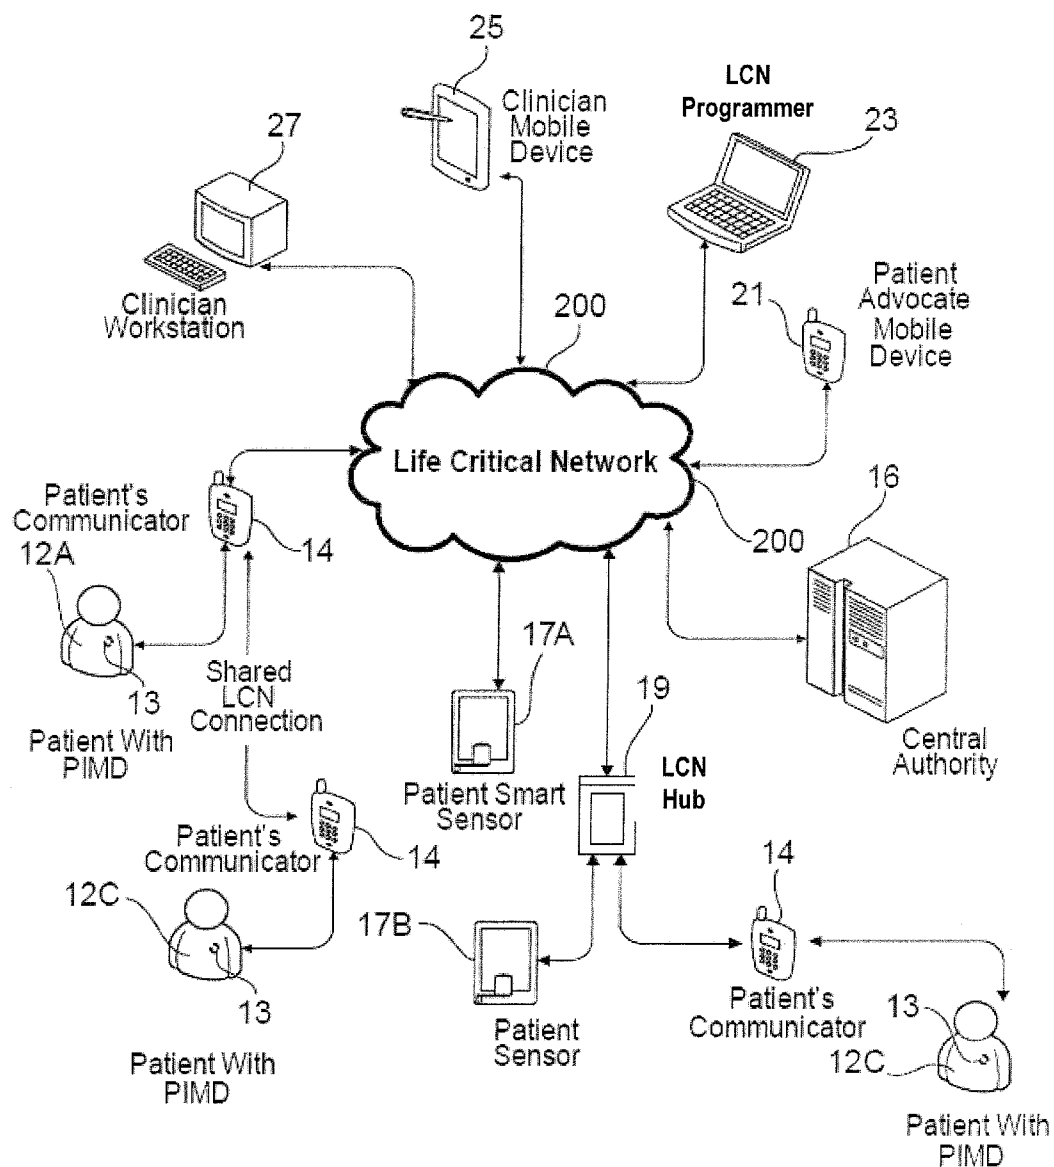 25
Clinician
Mobile
Device
LCN
Programmer
23
27
Clinician
Workstation
200
21
Patient
Advocate
Mobile
Device
Life Critical Network
200
16
Central
Authority
Patient's
Communicator
12A
14
13
Patient With
PIMD
Shared
LCN
Connection
17A
Patient Smart
Sensor
19
LCN
Hub
Patient's
Communicator
14
12C
13
Patient With
PIMD
17B
Patient
Sensor
14
Patient's
Communicator
13
12C
Patient With
PIMD